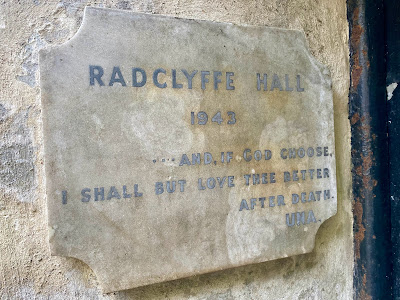 RADCLYFFE HALL
1943
....AND, IF GOD CHOOSE,
I SHALL BUT LOVE THEE BETTER
AFTER DEATH.
UNA.